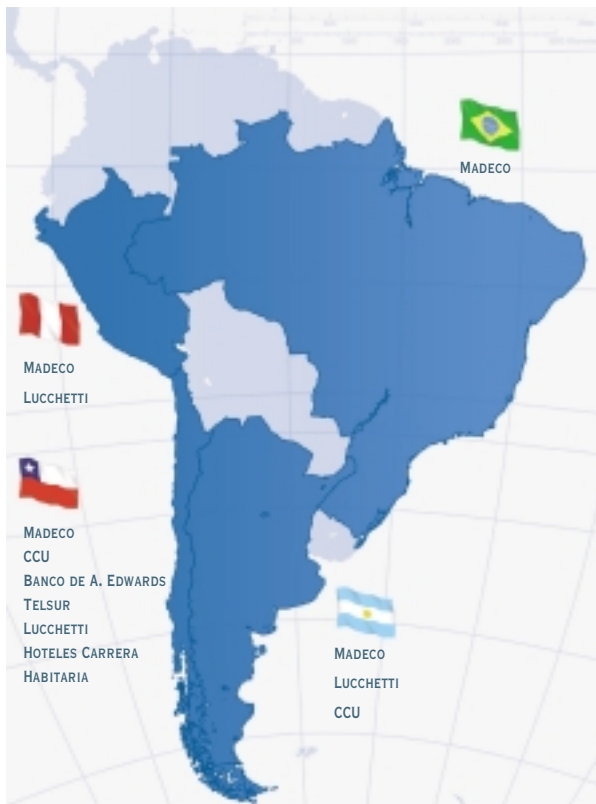 MADECO
MADECO
LUCCHETTI
MADECO
CCU
BANCO DE A. EDWARDS
TELSUR
LUCCHETTI
HOTELES CARRERA
HABITARIA
MADECO
LUCCHETTI
CCU